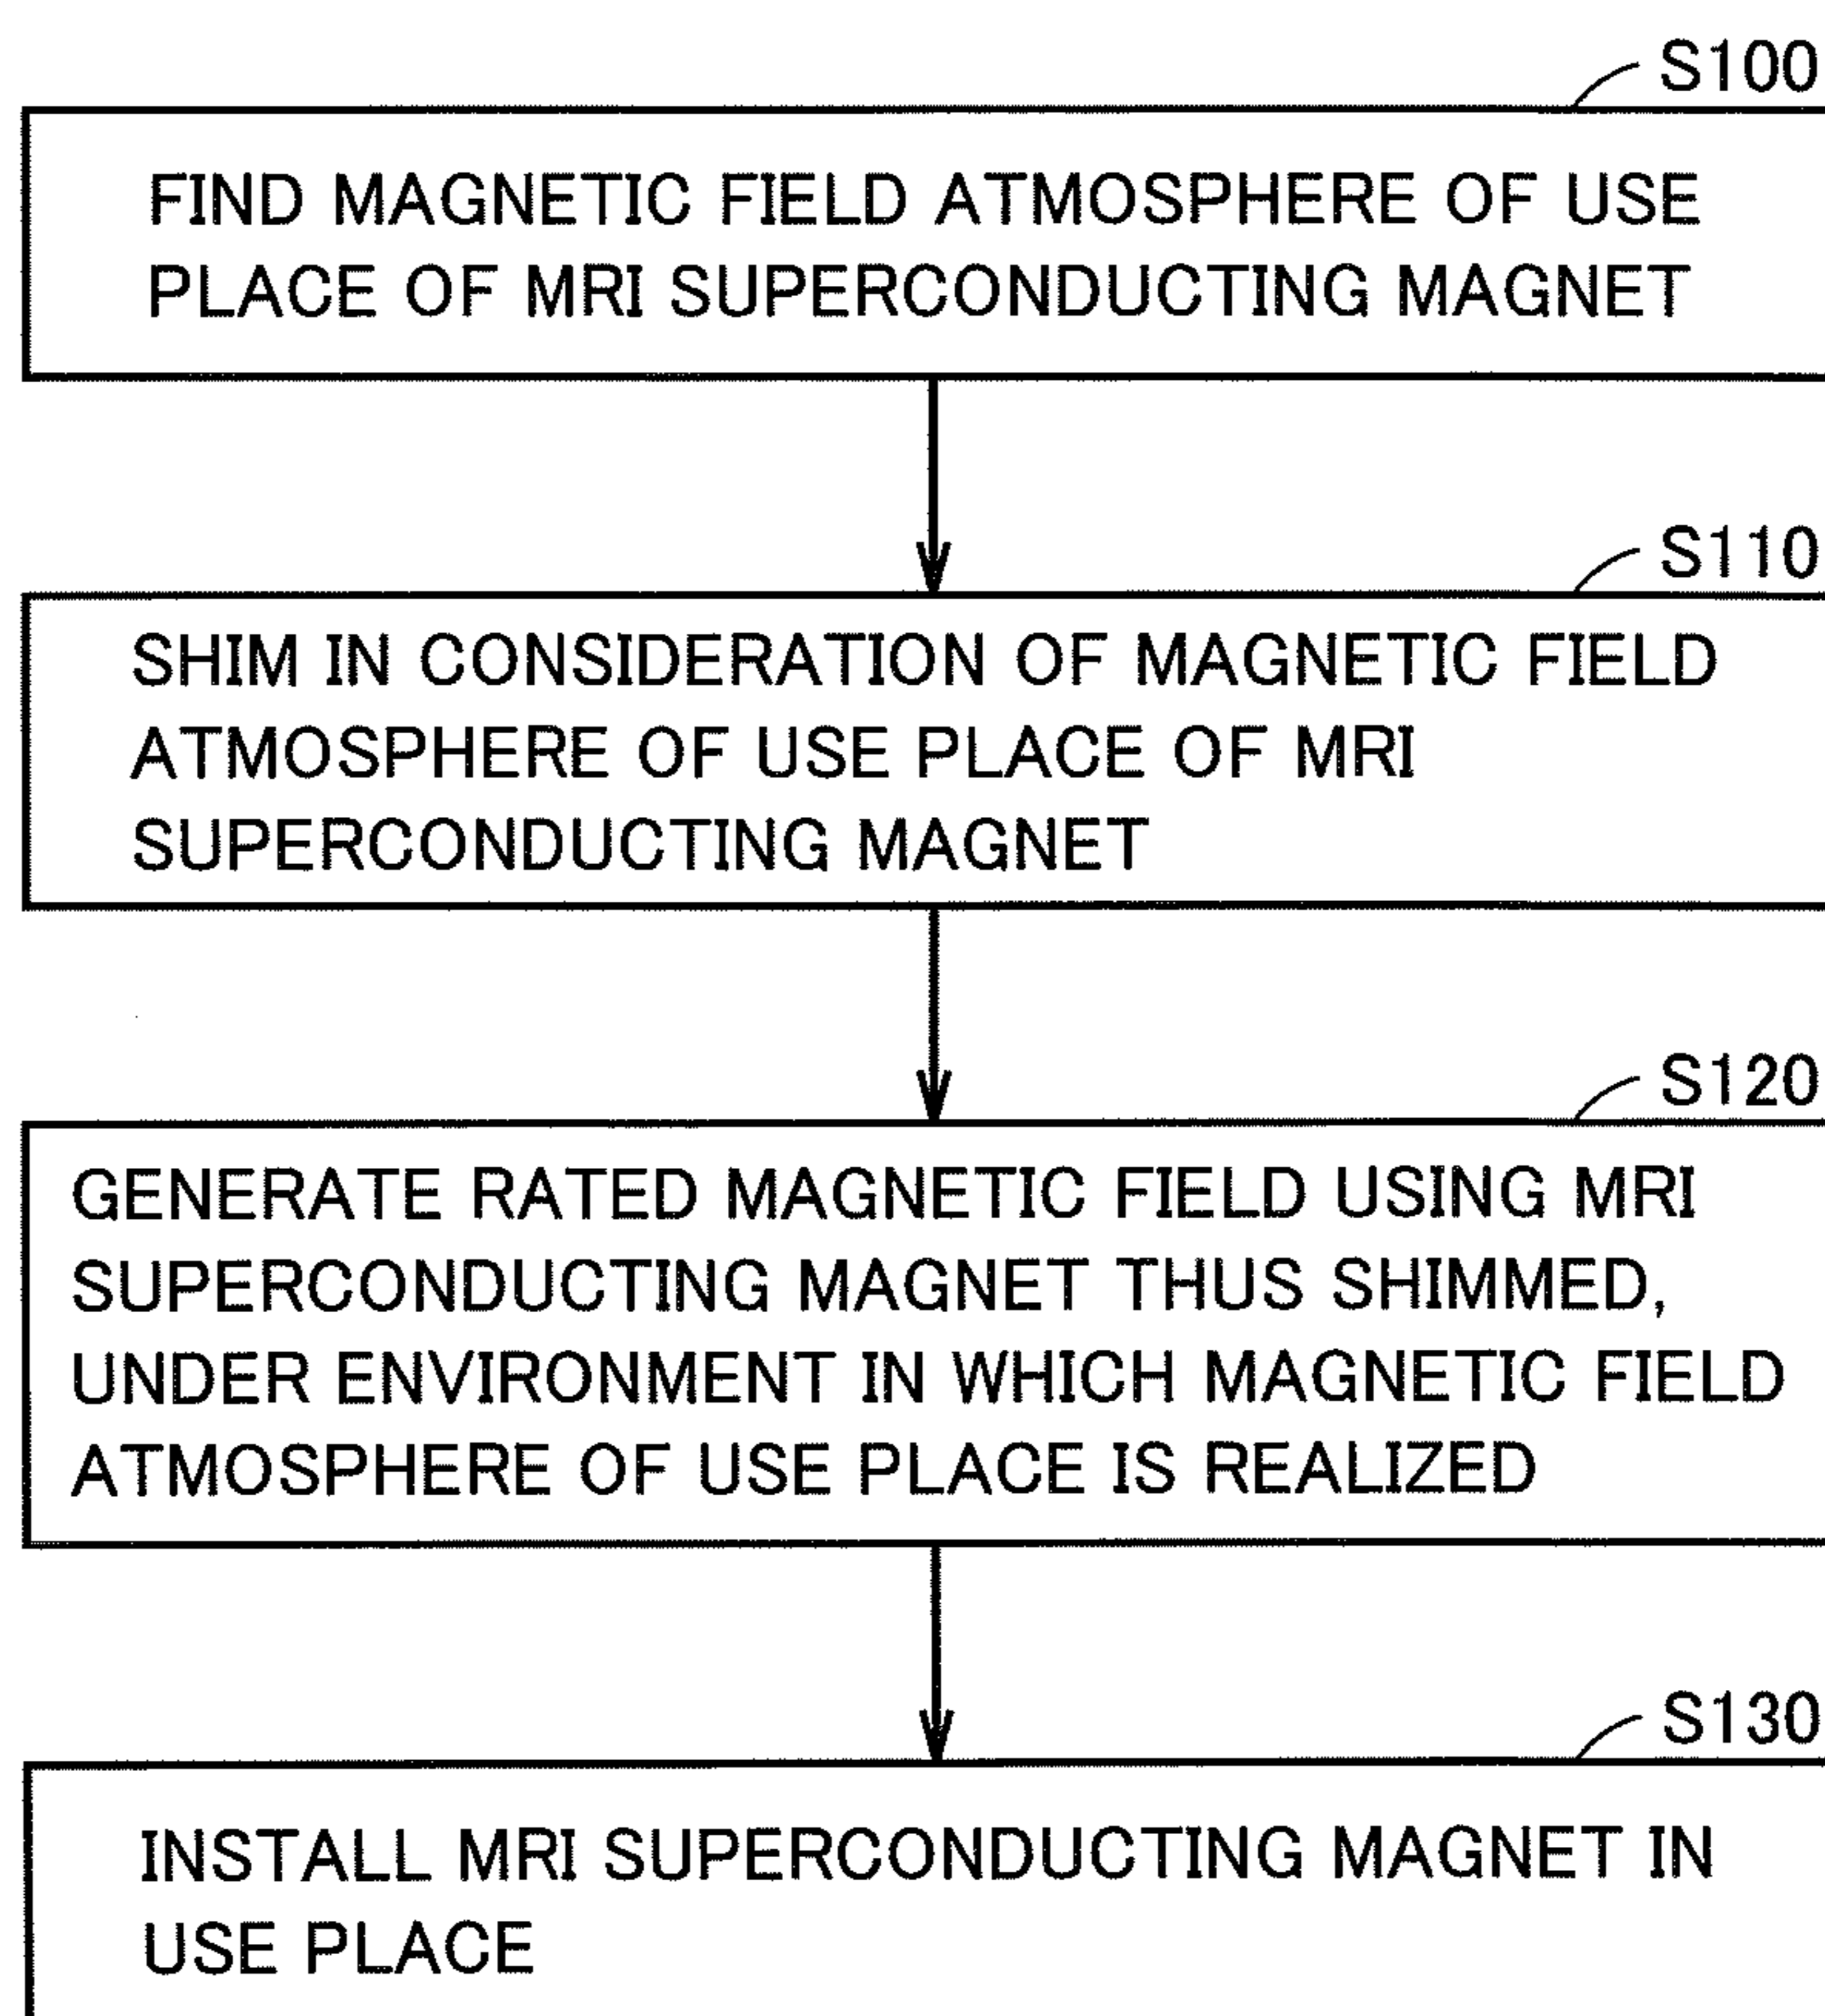 S100
FIND MAGNETIC FIELD ATMOSPHERE OF USE
PLACE OF MRI SUPERCONDUCTING MAGNET
S110
SHIM IN CONSIDERATION OF MAGNETIC FIELD
ATMOSPHERE OF USE PLACE OF MRI
SUPERCONDUCTING MAGNET
S120
GENERATE RATED MAGNETIC FIELD USING MRI
SUPERCONDUCTING MAGNET THUS SHIMMED,
UNDER ENVIRONMENT IN WHICH MAGNETIC FIELD
ATMOSPHERE OF USE PLACE IS REALIZED
S130
INSTALL MRI SUPERCONDUCTING MAGNET IN
USE PLACE